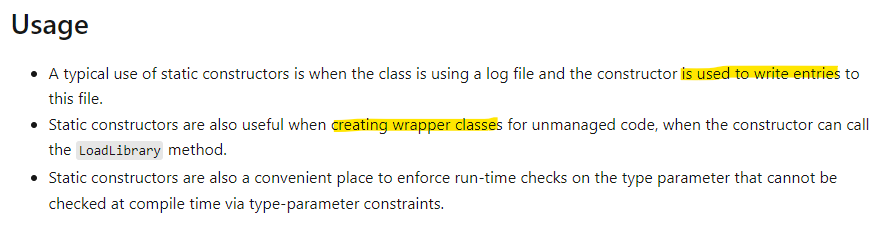 Usage
• A typical use of static constructors is when the class is using a log file and the constructor is used to write entries to
this file.
• Static constructors are also useful when creating wrapper classes for unmanaged code, when the constructor can call
the LoadLibrary method.
• Static constructors are also a convenient place to enforce run-time checks on the type parameter that cannot be
checked at compile time via type-parameter constraints.